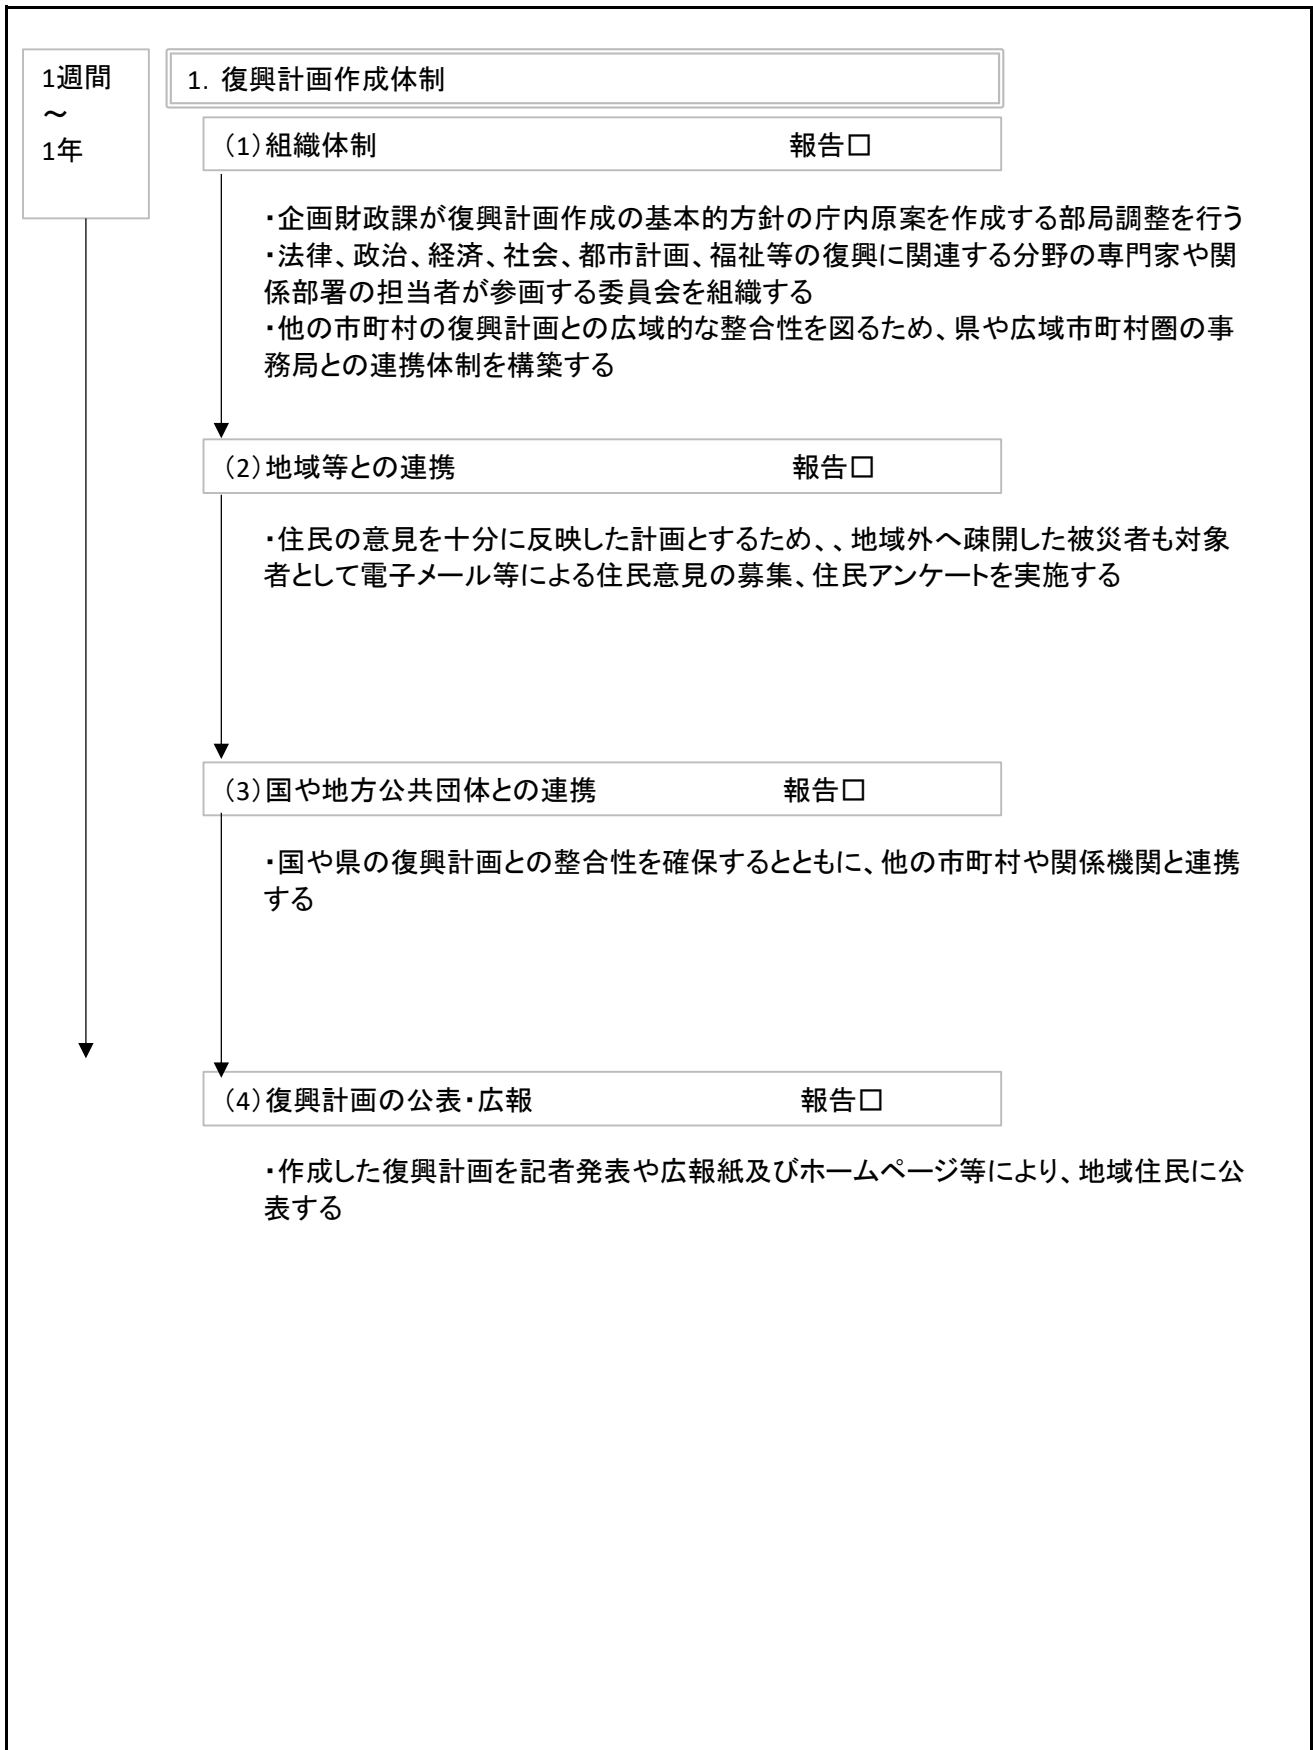 1週間
～
1年
1. 復興計画作成体制
(1)組織体制 報告□
・企画財政課が復興計画作成の基本的方針の庁内原案を作成する部局調整を行う
・法律、政治、経済、社会、都市計画、福祉等の復興に関連する分野の専門家や関
係部署の担当者が参画する委員会を組織する
・他の市町村の復興計画との広域的な整合性を図るため、県や広域市町村圏の事
務局との連携体制を構築する
(2)地域等との連携 報告□
・住民の意見を十分に反映した計画とするため、、地域外へ疎開した被災者も対象
者として電子メール等による住民意見の募集、住民アンケートを実施する
(3)国や地方公共団体との連携 報告□
・国や県の復興計画との整合性を確保するとともに、他の市町村や関係機関と連携
する
(4)復興計画の公表・広報 報告□
・作成した復興計画を記者発表や広報紙及びホームページ等により、地域住民に公
表する